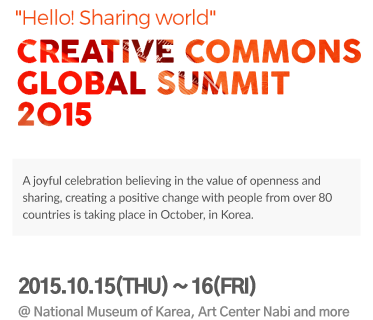 "Hello! Sharing world"
CREATIVE COMMONS
GLOBAL SUMMIT
2015
A joyful celebration believing in the value of openness and
sharing, creating a positive change with people from over 80
countries is taking place in October, in Korea.
2015.10.15(THU) ~ 16(FRI)
@ National Museum of Karea, Art Center Nabi and more